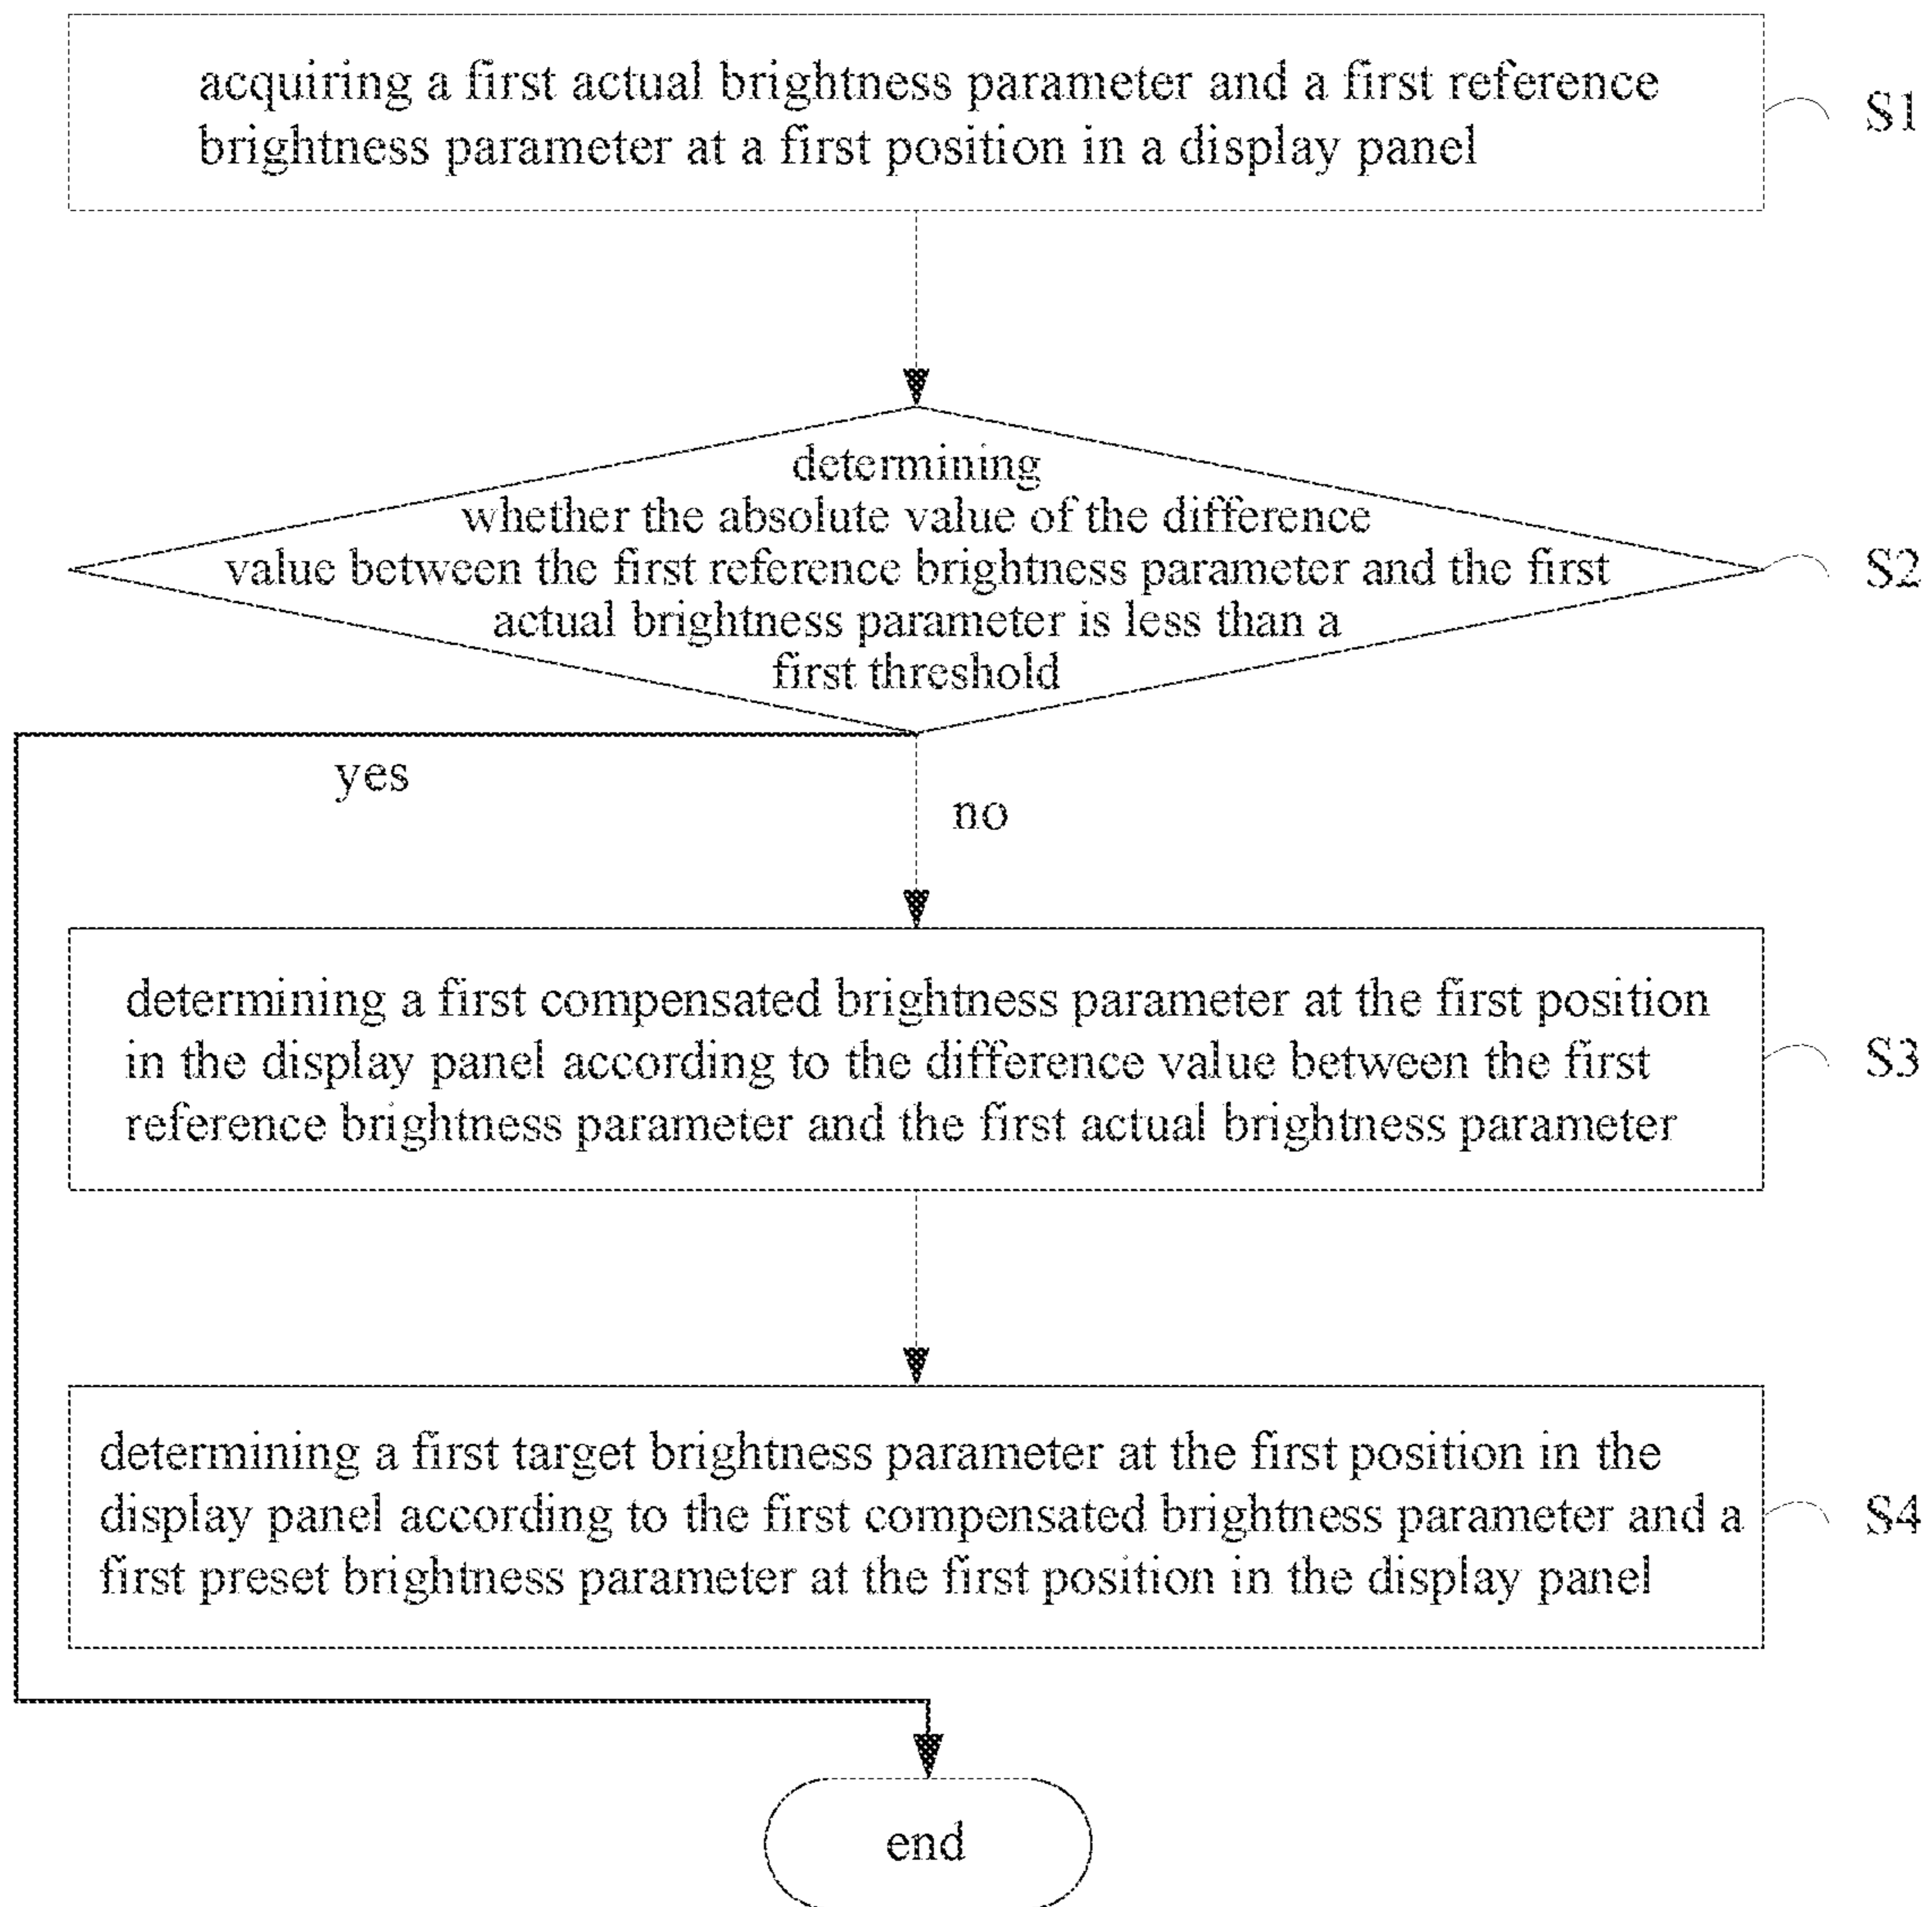 acquiring a first actual brightness parameter and a first reference
brightness parameter at a first position in a display panel
S1
determining
whether the absolute value of the difference
value between the first reference brightness parameter and the first
actual brightness parameter is less than a
first threshold
S2
yes
no
determining a first compensated brightness parameter at the first position
in the display panel according to the difference value between the first
reference brightness parameter and the first actual brightness parameter
S3
determining a first target brightness parameter at the first position in the
display panel according to the first compensated brightness parameter and a
first preset brightness parameter at the first position in the display panel
S4
end